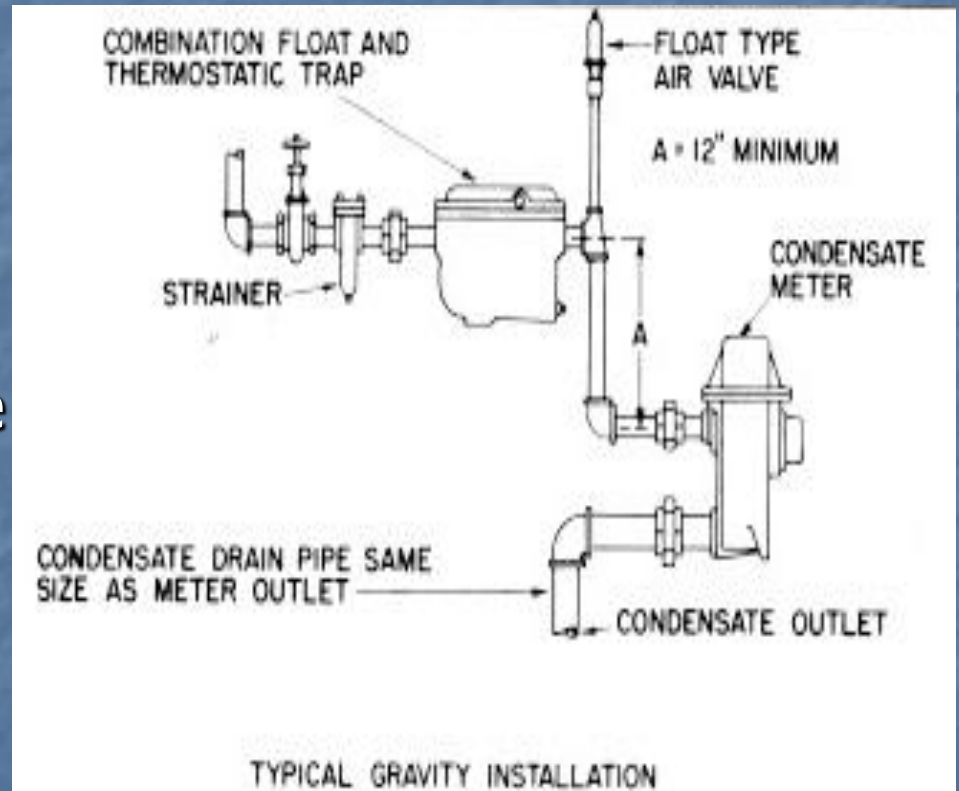 COMBINATION FLOAT AND
THERMOSTATIC TRAP
FLOAT TYPE
AIR VALVE
A = 12" MINIMUM
CONDENSATE
METER
STRAINER
A
e
CONDENSATE DRAIN PIPE SAME
SIZE AS METER OUTLET
CONDENSATE OUTLET
TYPICAL GRAVITY INSTALLATION